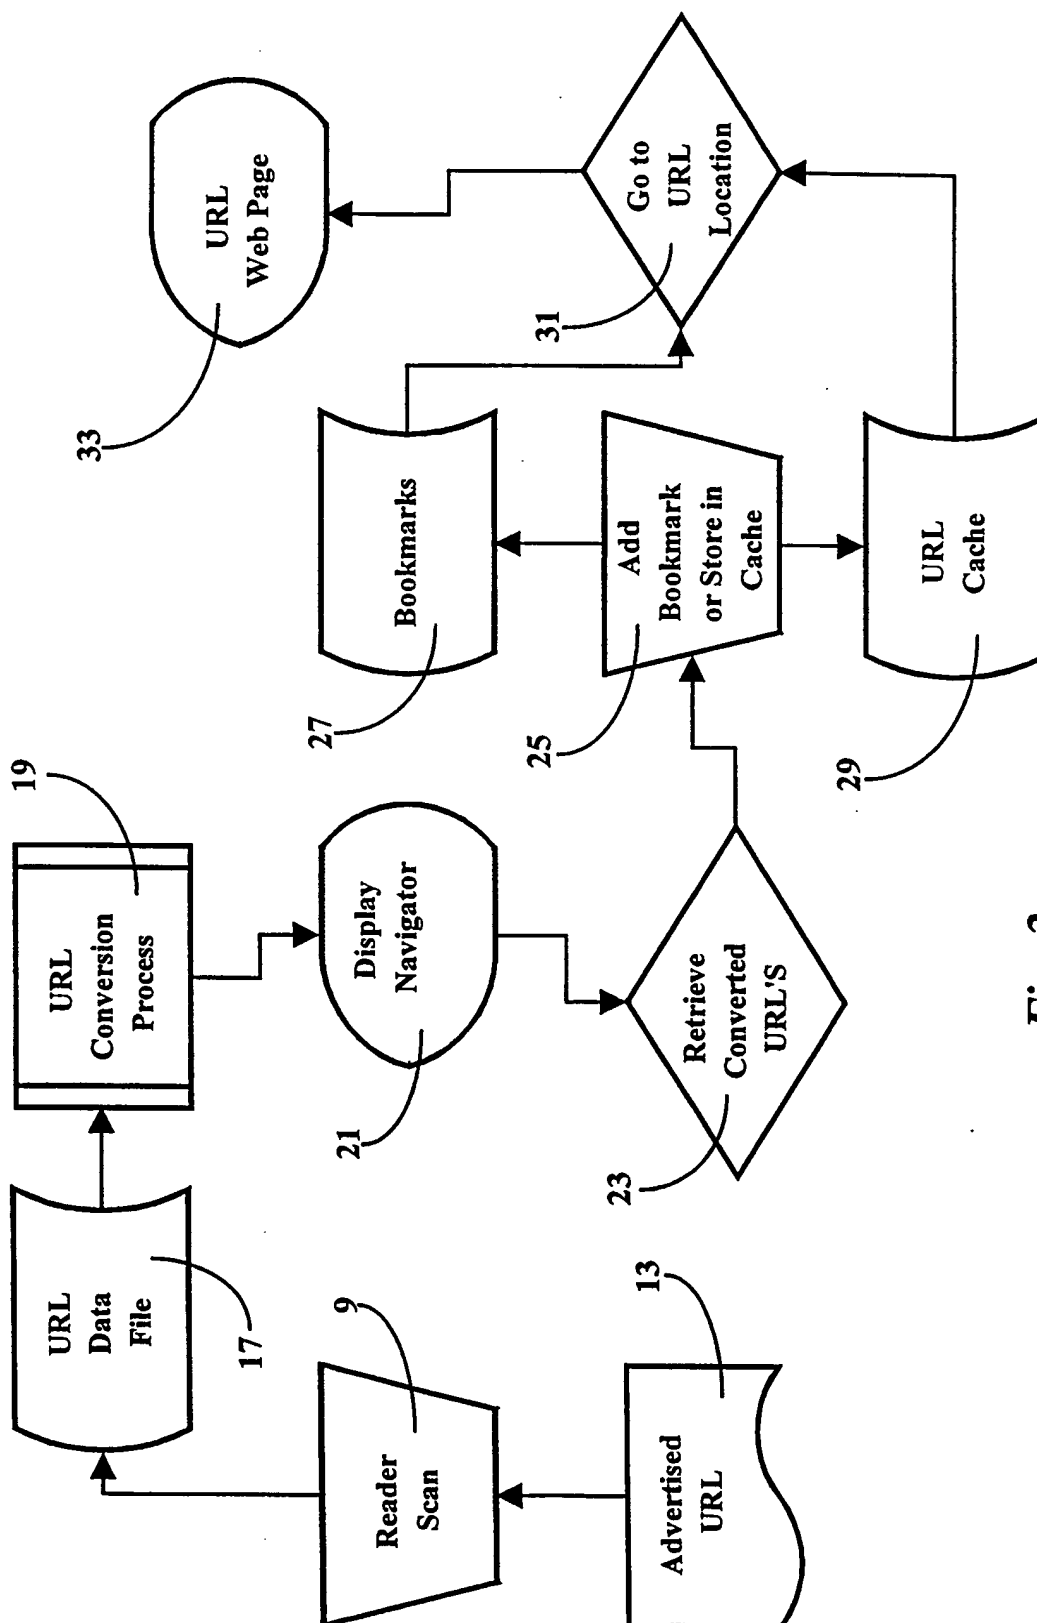 Advertised
URL
13
Reader
Scan
9
URL
Data
File
17
URL
Conversion
Process
19
Display
Navigator
21
Retrieve
Converted
URL'S
23
Add
Bookmark
or Store in
Cache
25
Bookmarks
27
URL
Cache
29
Go to
URL
Location
31
URL
Web Page
33